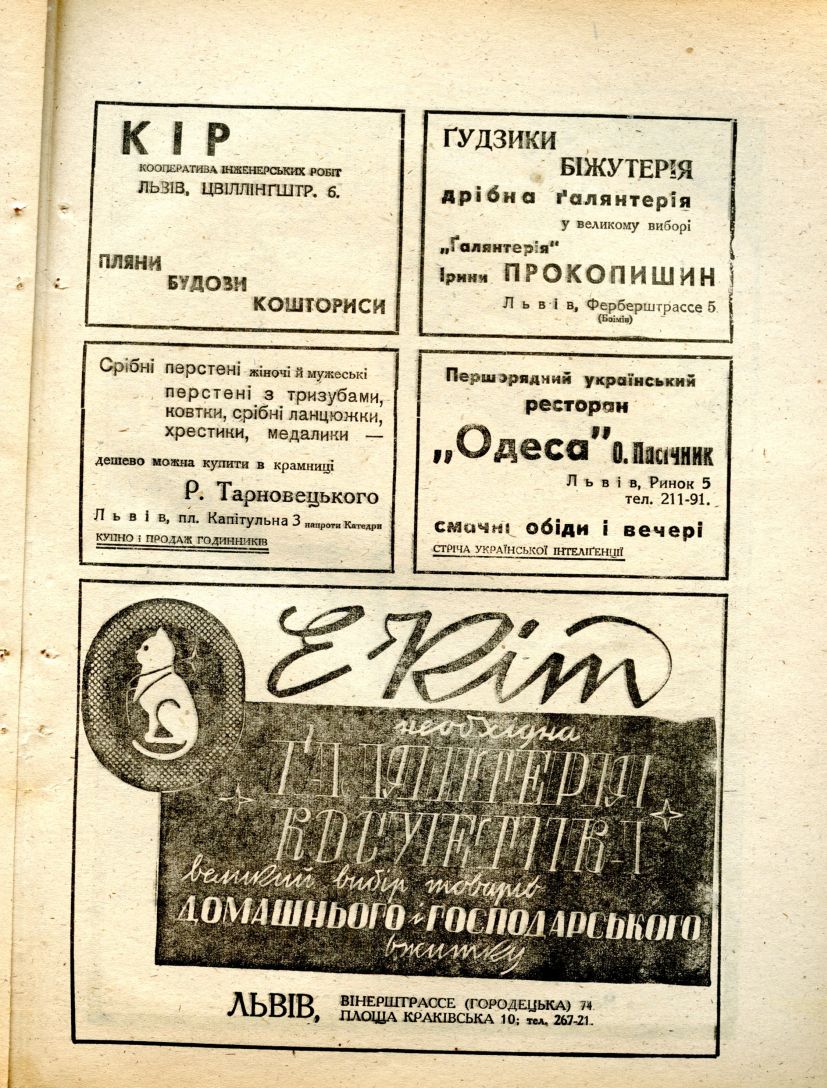 КІР
КООПЕРАТИВА ІНЖЕНЕРСЬКИХ РОБІТ
ЛЬВІВ, ЦВІЛЛІНҐШТР. 6.
ПЛЯНИ
БУДОВИ
КОШТОРИСИ
ҐУДЗИКИ
БІЖУТЕРІЯ
дрібна ґалянтерія
у великому виборі
„Ґалянтерія"
Ірини ПРОКОПИШИН
Львів, Ферберштрассе 5
(Боїмів)
Срібні перстені жіночі й мужеські
перстені з тризубами,
ковтки, срібні ланцюжки,
хрестики, медалики —
дешево можна купити в крамниці
Р. Тарновецького
Львів, пл. Капітульна 3 напроти Катедри
КУПНО І ПРОДАЖ ГОДИННИКІВ
Першорядний український
ресторан
„Одеса" О. Пасічник
Львів, Ринок 5
тел. 211-91.
смачні обіди і вечері
СТРІЧА УКРАЇНСЬКОЇ ІНТЕЛІҐЕНЦІЇ
Е Кіт
необхідна
ҐАЛЯНТЕРІЯ
КОСМЕТИКА
великий вибір товарів
ДОМАШНЬОГО і ГОСПОДАРСЬКОГО
вжитку
ЛЬВІВ, ВІНЕРШТРАССЕ (ГОРОДЕЦЬКА) 74
ПЛОЩА КРАКІВСЬКА 10; тел. 267-21.